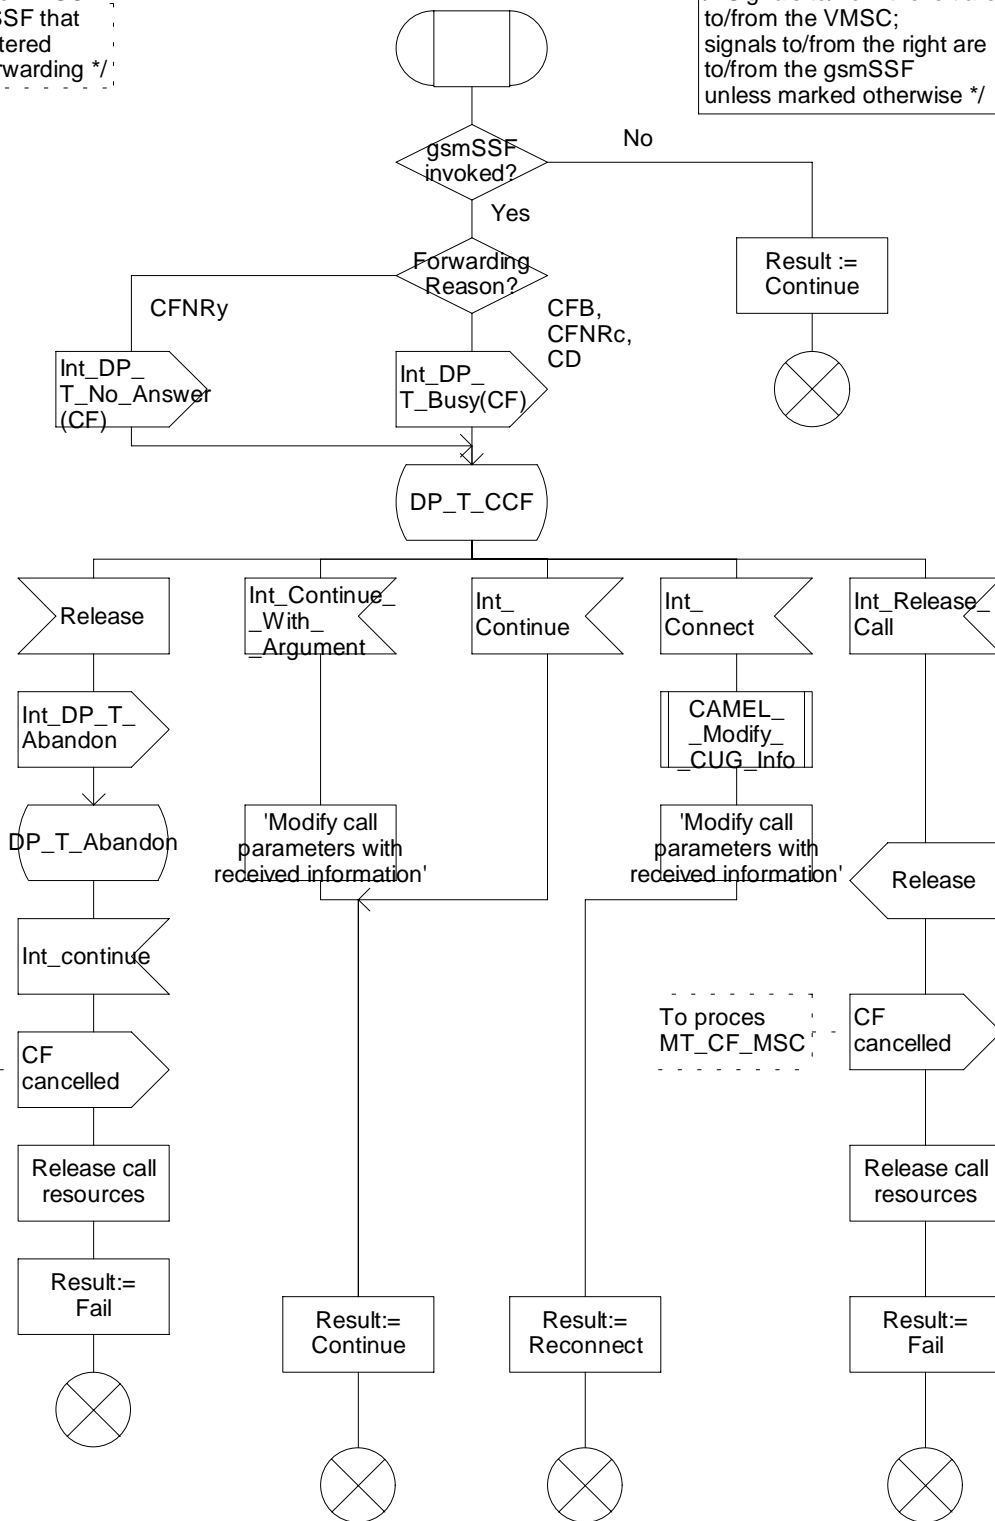 SSF that
tered
warding */
to/from the VMSC;
signals to/from the right are
to/from the gsmSSF
unless marked otherwise */
gsmSSF
invoked?
No
Yes
Forwarding
Reason?
Result :=
Continue
CFNRy
CFB,
CFNRc,
CD
Int_DP_
T_No_Answer
(CF)
Int_DP_
T_Busy(CF)
DP_T_CCF
Release
Int_Continue_
_With_
_Argument
Int_
Continue
Int_
Connect
Int_Release_
Call
Int_DP_T_
Abandon
CAMEL_
_Modify_
_CUG_Info
DP_T_Abandon
'Modify call
parameters with
received information'
'Modify call
parameters with
received information'
Release
Int_continue
To proces
MT_CF_MSC
CF
cancelled
CF
cancelled
Release call
resources
Release call
resources
Result:=
Fail
Result:=
Continue
Result:=
Reconnect
Result:=
Fail